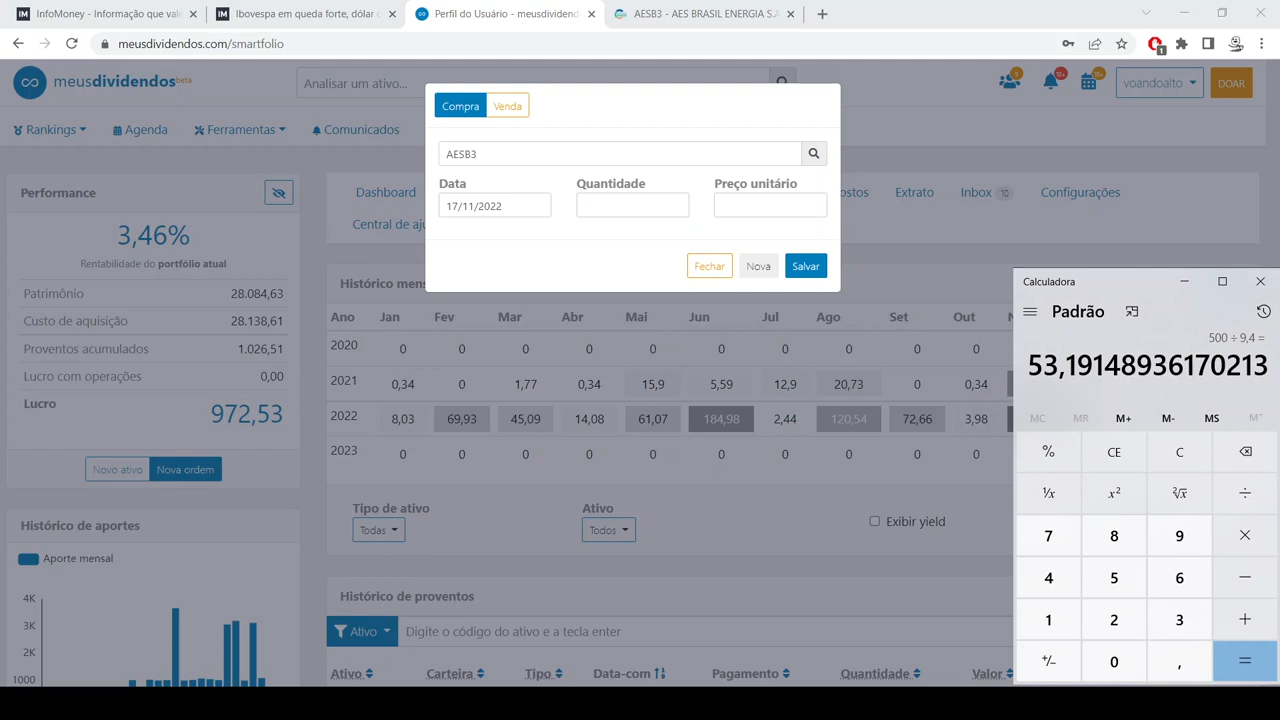 InfoMoney - Informação que vale
Ibovespa em queda forte, dólar
Perfil do Usuário - meusdividend
AESB3 - AES BRASIL ENERGIA S.A
meusdividendos.com/smartfolio
1
meusdividendosbeta
Analisar um ativo...
voandoalto
DOAR
Rankings
Agenda
Ferramentas
Comunicados
Compra
Venda
AESB3
Data
Quantidade
Preço unitário
17/11/2022
Fechar
Nova
Salvar
Performance
3,46%
Rentabilidade do portfólio atual
Patrimônio 28.084,63
Custo de aquisição 28.138,61
Proventos acumulados 1.026,51
Lucro com operações 0,00
Lucro 972,53
Novo ativo
Nova ordem
Histórico de aportes
Aporte mensal
4K
3K
2K
1000
Dashboard
Extrato
Inbox 10
Configurações
Histórico
Ano Jan Fev Mar Abr Mai Jun Jul Ago Set Out
2020 0 0 0 0 0 0 0 0 0 0
2021 0,34 0 1,77 0,34 15,9 5,59 12,9 20,73 0 0,34
2022 8,03 69,93 45,09 14,08 61,07 184,98 2,44 120,54 72,66 3,98
2023 0 0 0 0 0 0 0 0 0 0
Tipo de ativo
Todas
Ativo
Todos
Exibir yield
Histórico de proventos
Ativo
Digite o código do ativo e a tecla enter
Ativo Carteira Tipo Data-com Pagamento Quantidade Valor
Calculadora
Padrão
500 ÷ 9,4 =
53,19148936170213
MC MR M+ M- MS
% CE C
¹/x x² ²√x ÷
7 8 9 ×
4 5 6 −
1 2 3 +
+/− 0 , =